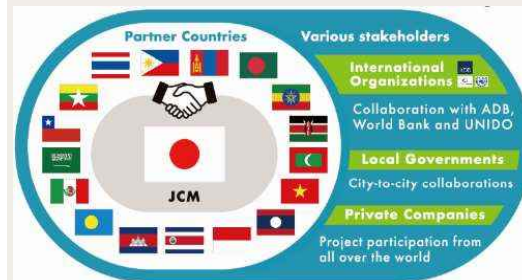 Partner Countries
Various stakeholders
International
Organizations
Collaboration with ADB,
World Bank and UNIDO
Local Governments
City-to-city collaborations
Private Companies
Project participation from
all over the world
JCM